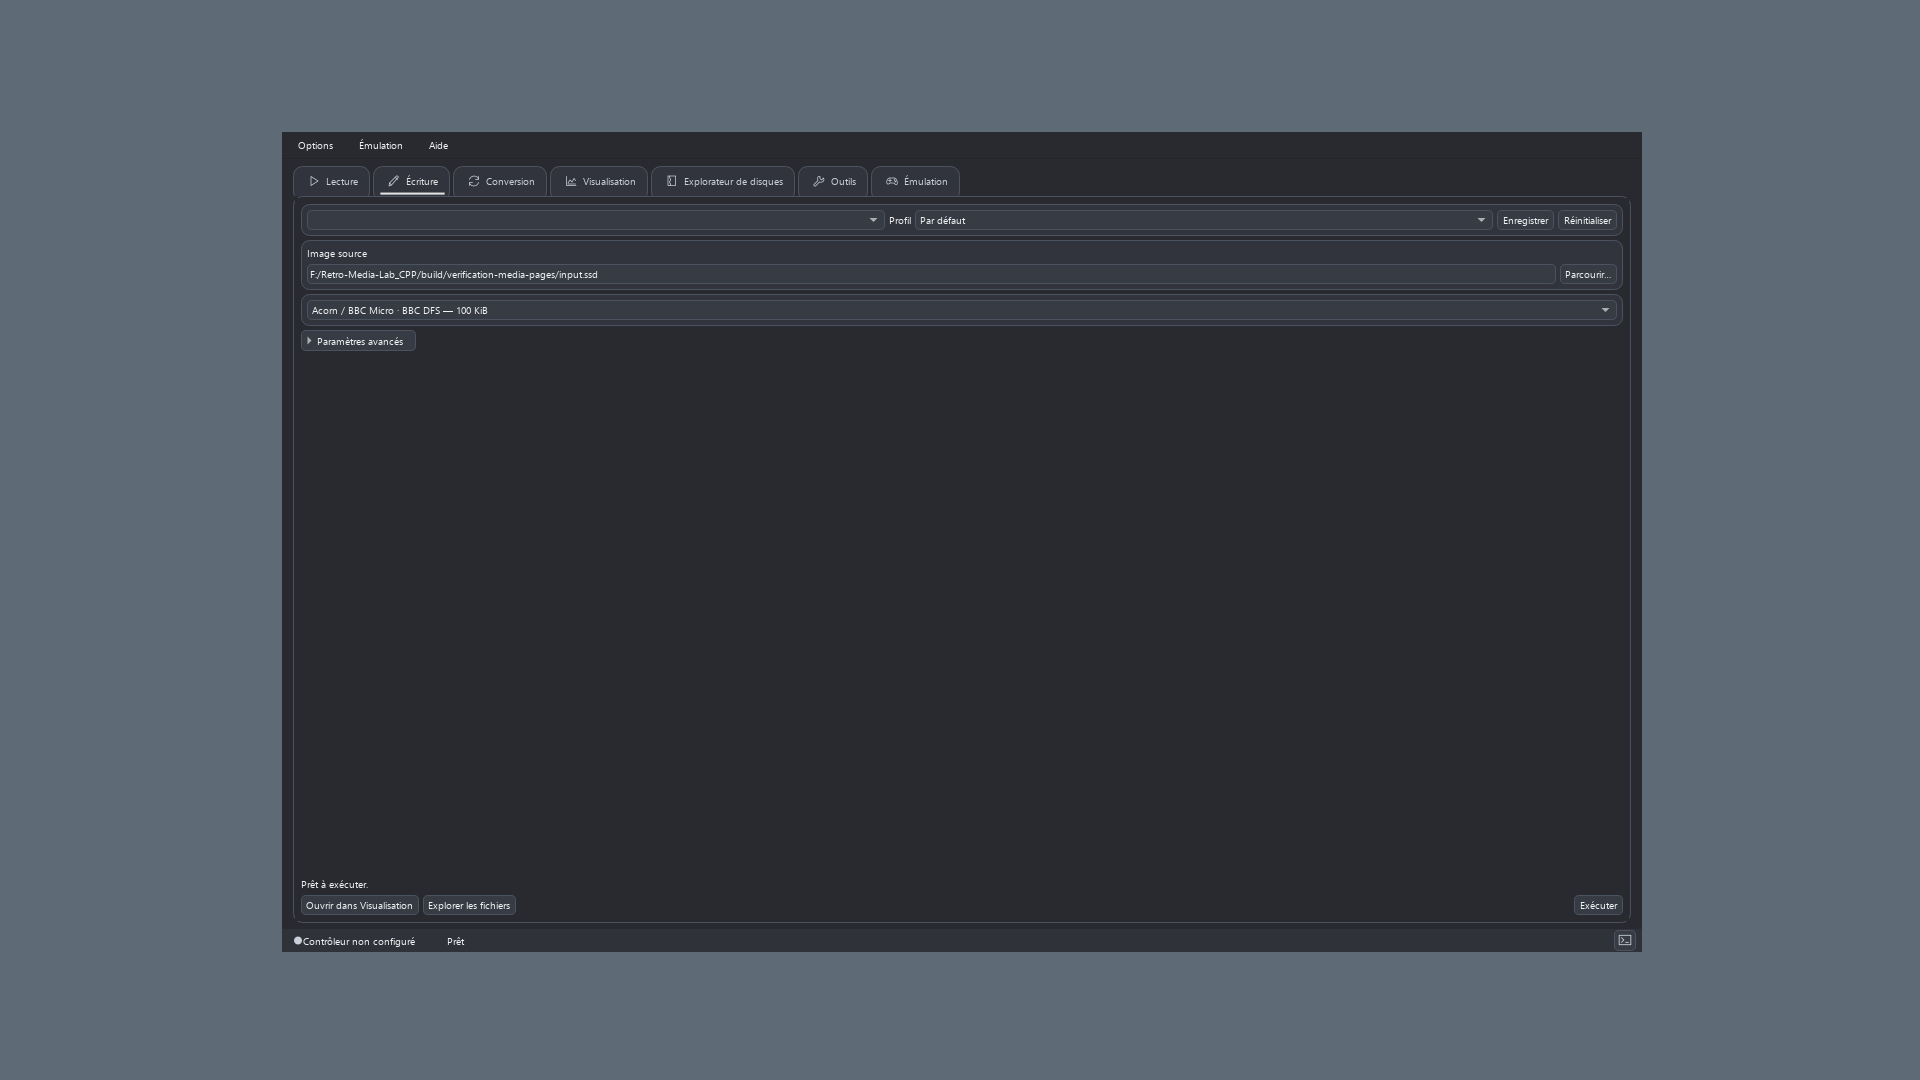 Options Émulation Aide
Lecture Écriture Conversion Visualisation Explorateur de disques Outils Émulation
Profil Par défaut Enregistrer Réinitialiser
Image source
F:/Retro-Media-Lab_CPP/build/verification-media-pages/input.ssd Parcourir...
Acorn / BBC Micro · BBC DFS — 100 KiB
Paramètres avancés
Prêt à exécuter.
Ouvrir dans Visualisation Explorer les fichiers Exécuter
Contrôleur non configuré Prêt